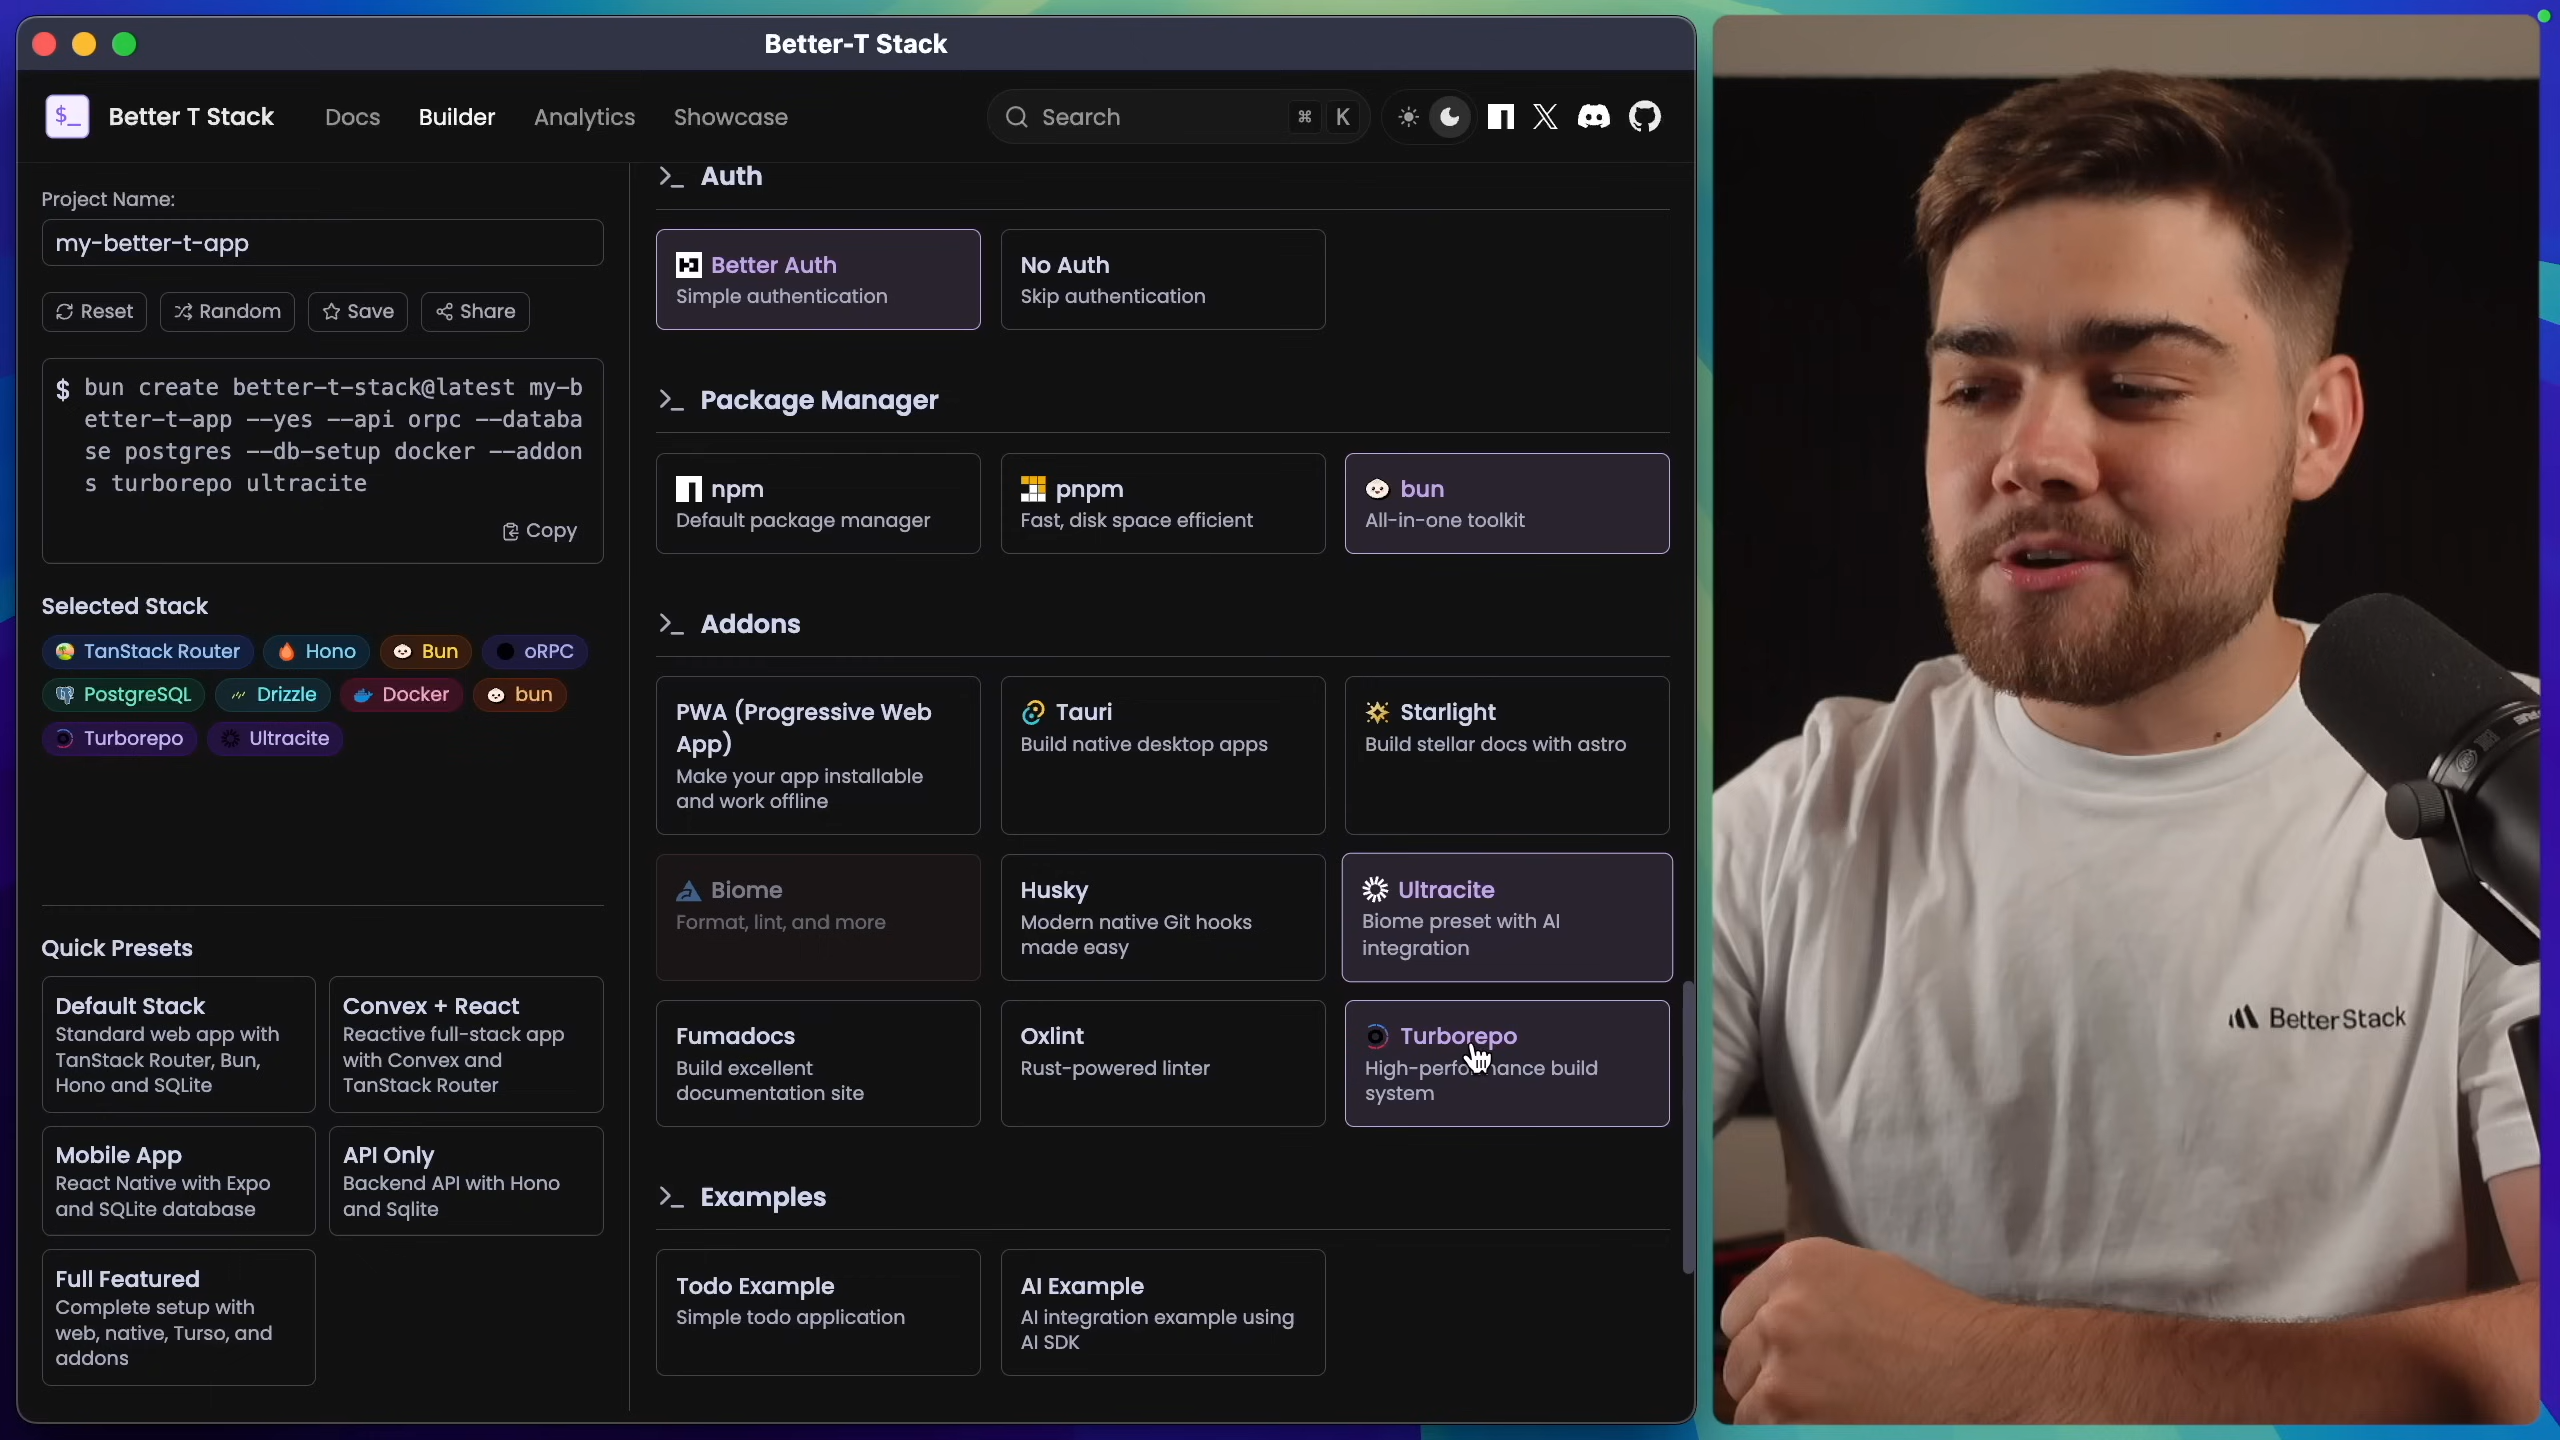 Better-T Stack
$_ Better T Stack
Docs
Builder
Analytics
Showcase
Search
⌘ K
Project Name:
my-better-t-app
Reset
Random
Save
Share
$ bun create better-t-stack@latest my-b
etter-t-app --yes --api orpc --databa
se postgres --db-setup docker --addon
s turborepo ultracite
Copy
Selected Stack
TanStack Router
Hono
Bun
oRPC
PostgreSQL
Drizzle
Docker
bun
Turborepo
Ultracite
Quick Presets
Default Stack
Standard web app with
TanStack Router, Bun,
Hono and SQLite
Convex + React
Reactive full-stack app
with Convex and
TanStack Router
Mobile App
React Native with Expo
and SQLite database
API Only
Backend API with Hono
and Sqlite
Full Featured
Complete setup with
web, native, Turso, and
addons
>_ Auth
Better Auth
Simple authentication
No Auth
Skip authentication
>_ Package Manager
npm
Default package manager
pnpm
Fast, disk space efficient
bun
All-in-one toolkit
>_ Addons
PWA (Progressive Web
App)
Make your app installable
and work offline
Tauri
Build native desktop apps
Starlight
Build stellar docs with astro
Biome
Format, lint, and more
Husky
Modern native Git hooks
made easy
Ultracite
Biome preset with AI
integration
Fumadocs
Build excellent
documentation site
Oxlint
Rust-powered linter
Turborepo
High-performance build
system
>_ Examples
Todo Example
Simple todo application
AI Example
AI integration example using
AI SDK
Better Stack